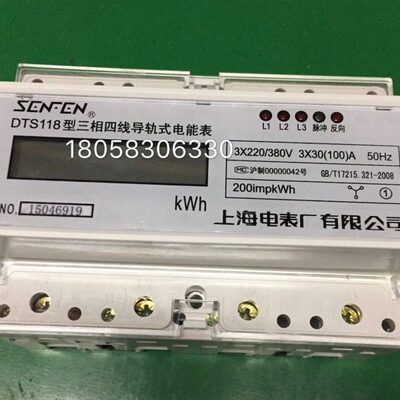 SENFEN
L1 L2 L3 脉冲 反向
DTS118型三相四线导轨式电能表
18058306330
3X220/380V 3X30(100)A 50Hz
MC 沪制00000042号 GB/T17215.321-2008
200impkWh
kWh
NO. 15046919
上海电表厂有限公司